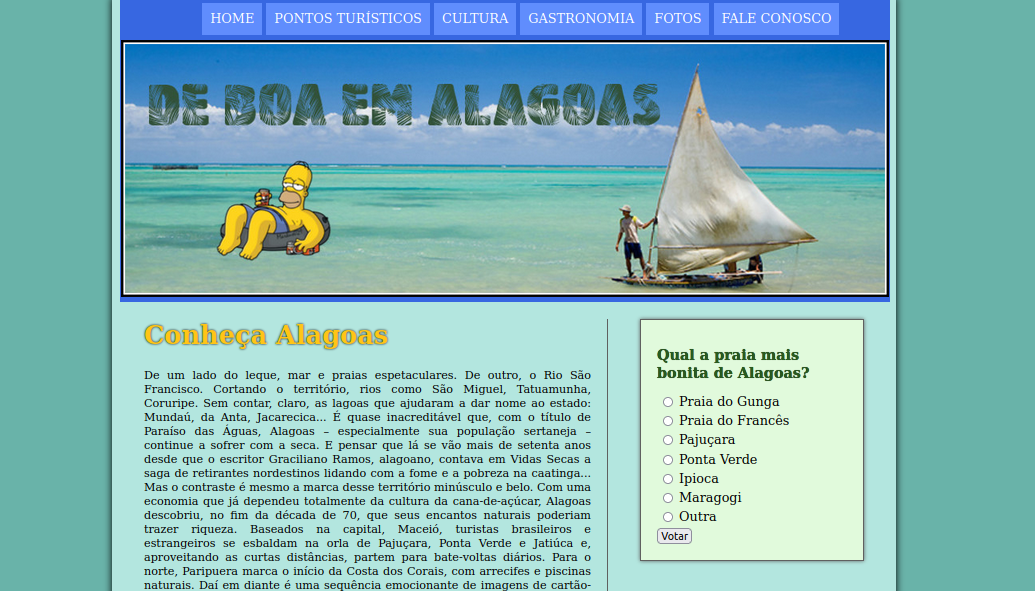 HOME PONTOS TURÍSTICOS CULTURA GASTRONOMIA FOTOS FALE CONOSCO
DE BOA EM ALAGOAS
Conheça Alagoas
De um lado do leque, mar e praias espetaculares. De outro, o Rio São
Francisco. Cortando o território, rios como São Miguel, Tatuamunha,
Coruripe. Sem contar, claro, as lagoas que ajudaram a dar nome ao estado:
Mundaú, da Anta, Jacarecica... É quase inacreditável que, com o título de
Paraíso das Águas, Alagoas – especialmente sua população sertaneja –
continue a sofrer com a seca. E pensar que lá se vão mais de setenta anos
desde que o escritor Graciliano Ramos, alagoano, contava em Vidas Secas a
saga de retirantes nordestinos lidando com a fome e a pobreza na caatinga...
Mas o contraste é mesmo a marca desse território minúsculo e belo. Com uma
economia que já dependeu totalmente da cultura da cana-de-açúcar, Alagoas
descobriu, no fim da década de 70, que seus encantos naturais poderiam
trazer riqueza. Baseados na capital, Maceió, turistas brasileiros e
estrangeiros se esbaldam na orla de Pajuçara, Ponta Verde e Jatiúca e,
aproveitando as curtas distâncias, partem para bate-voltas diários. Para o
norte, Paripuera marca o início da Costa dos Corais, com arrecifes e piscinas
naturais. Daí em diante é uma sequência emocionante de imagens de cartão-
Qual a praia mais
bonita de Alagoas?
Praia do Gunga
Praia do Francês
Pajuçara
Ponta Verde
Ipioca
Maragogi
Outra
Votar